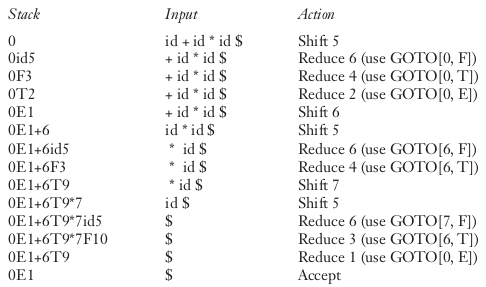 Stack Input Action
0 id + id * id $ Shift 5
0id5 + id * id $ Reduce 6 (use GOTO[0, F])
0F3 + id * id $ Reduce 4 (use GOTO[0, T])
0T2 + id * id $ Reduce 2 (use GOTO[0, E])
0E1 + id * id $ Shift 6
0E1+6 id * id $ Shift 5
0E1+6id5 * id $ Reduce 6 (use GOTO[6, F])
0E1+6F3 * id $ Reduce 4 (use GOTO[6, T])
0E1+6T9 * id $ Shift 7
0E1+6T9*7 id $ Shift 5
0E1+6T9*7id5 $ Reduce 6 (use GOTO[7, F])
0E1+6T9*7F10 $ Reduce 3 (use GOTO[6, T])
0E1+6T9 $ Reduce 1 (use GOTO[0, E])
0E1 $ Accept